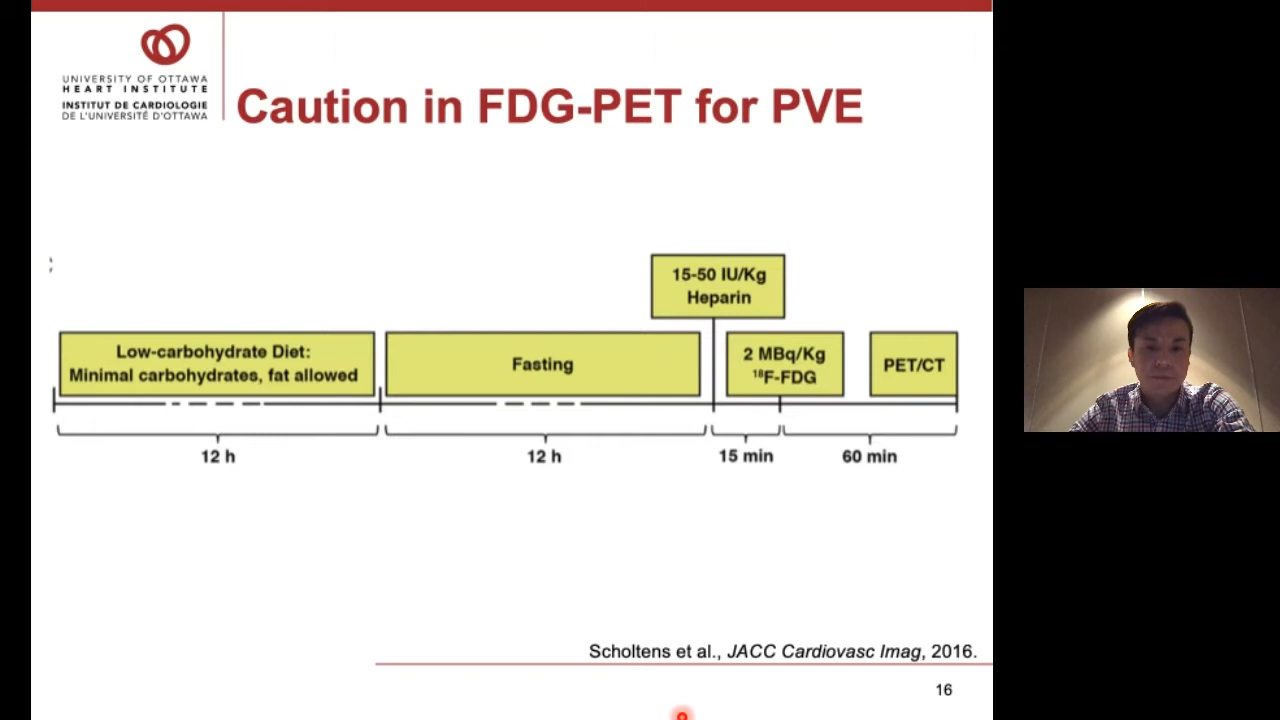 UNIVERSITY OF OTTAWA
HEART INSTITUTE
INSTITUT DE CARDIOLOGIE
DE L'UNIVERSITÉ D'OTTAWA
Caution in FDG-PET for PVE
15-50 IU/Kg
Heparin
Low-carbohydrate Diet:
Minimal carbohydrates, fat allowed
Fasting
2 MBq/Kg
¹⁸F-FDG
PET/CT
12 h
12 h
15 min
60 min
Scholtens et al., JACC Cardiovasc Imag, 2016.
16